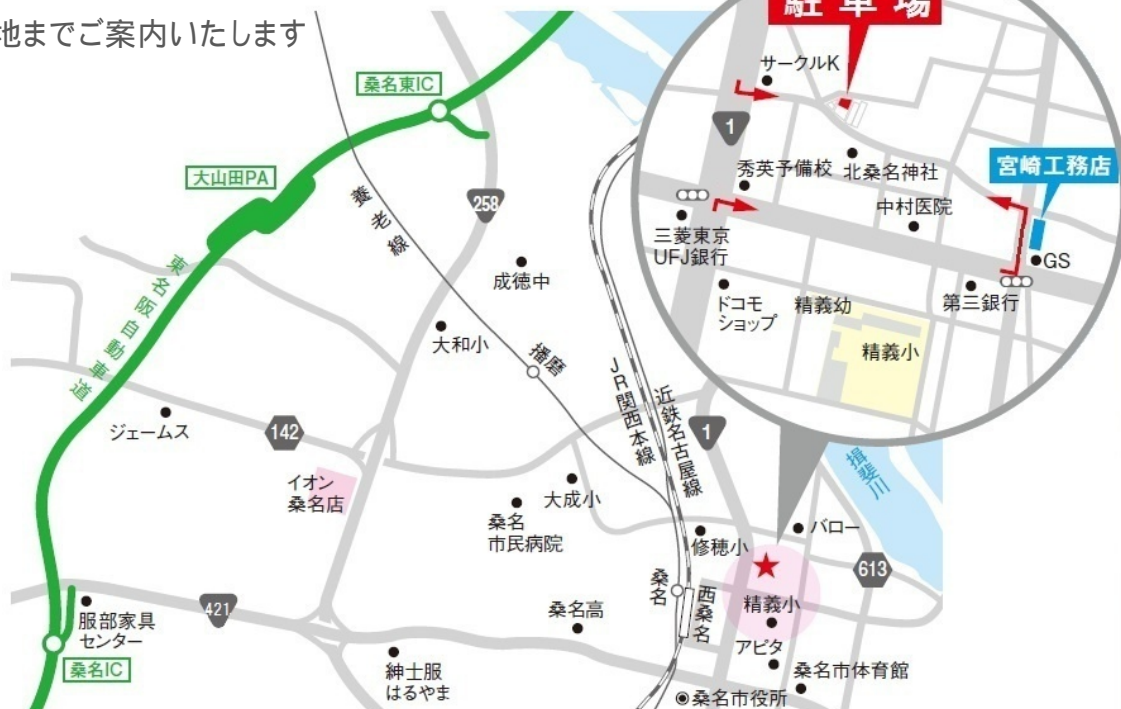 地までご案内いたします
駐車場
サークルK
1
秀英予備校
北桑名神社
宮崎工務店
中村医院
三菱東京
UFJ銀行
GS
ドコモ
ショップ
精義幼
第三銀行
精義小
桑名東IC
大山田PA
258
養老線
東名阪自動車道
成徳中
大和小
播磨
JR関西本線
近鉄名古屋線
1
揖斐川
ジェームス
142
イオン
桑名店
大成小
桑名
市民病院
バロー
修穂小
613
桑名
西桑名
精義小
421
服部家具
センター
桑名高
アピタ
桑名IC
紳士服
はるやま
桑名市体育館
桑名市役所